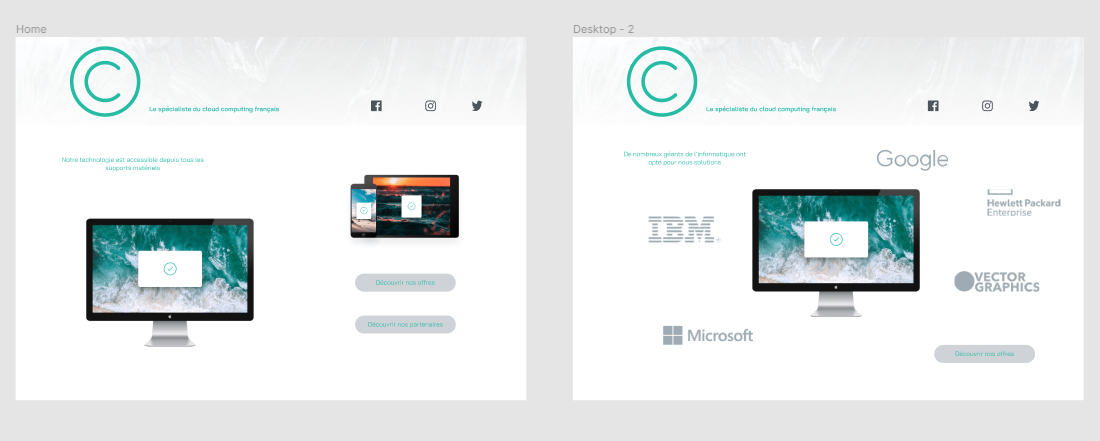 Home
Le spécialiste du cloud computing français
Notre technologie est accessible depuis tous les
supports matériels
Découvrir nos offres
Découvrir nos partenaires
Desktop - 2
Le spécialiste du cloud computing français
De nombreux géants de l'informatique ont
opté pour nous solutions
Google
Hewlett Packard
Enterprise
IBM
VECTOR
GRAPHICS
Microsoft
Découvrir nos offres